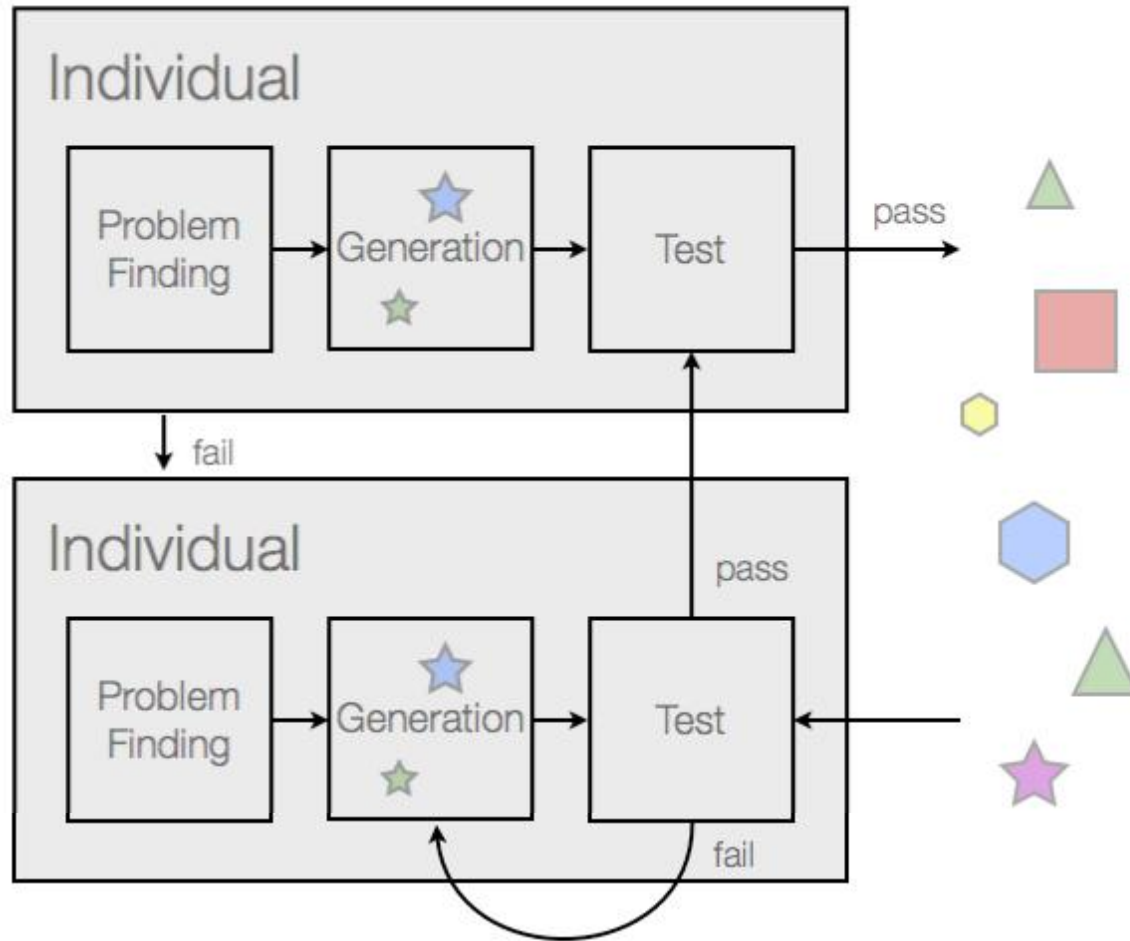 Individual
Problem
Finding
Generation
Test
pass
fail
Individual
pass
Problem
Finding
Generation
Test
fail